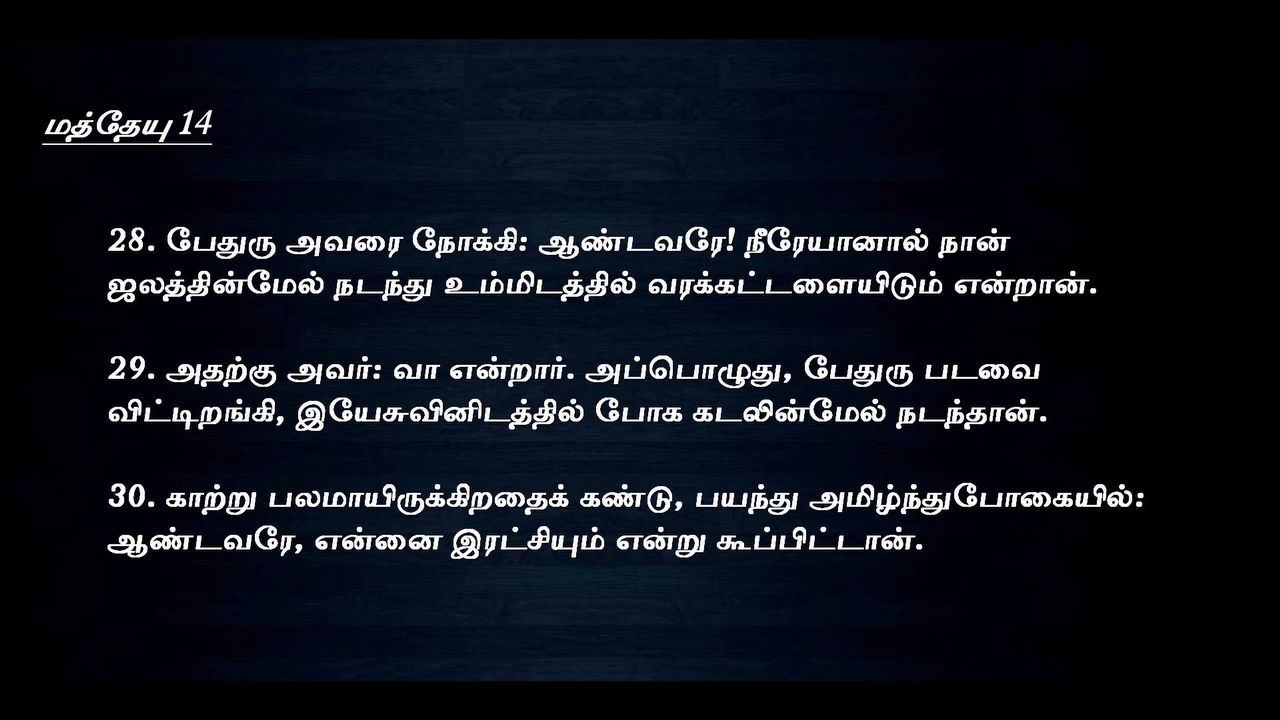 மத்தேயு 14
28. பேதுரு அவரை நோக்கி: ஆண்டவரே! நீரேயானால் நான்
ஜலத்தின்மேல் நடந்து உம்மிடத்தில் வரக்கட்டளையிடும் என்றான்.
29. அதற்கு அவர்: வா என்றார். அப்பொழுது, பேதுரு படவை
விட்டிறங்கி, இயேசுவினிடத்தில் போக கடலின்மேல் நடந்தான்.
30. காற்று பலமாயிருக்கிறதைக் கண்டு, பயந்து அமிழ்ந்துபோகையில்:
ஆண்டவரே, என்னை இரட்சியும் என்று கூப்பிட்டான்.